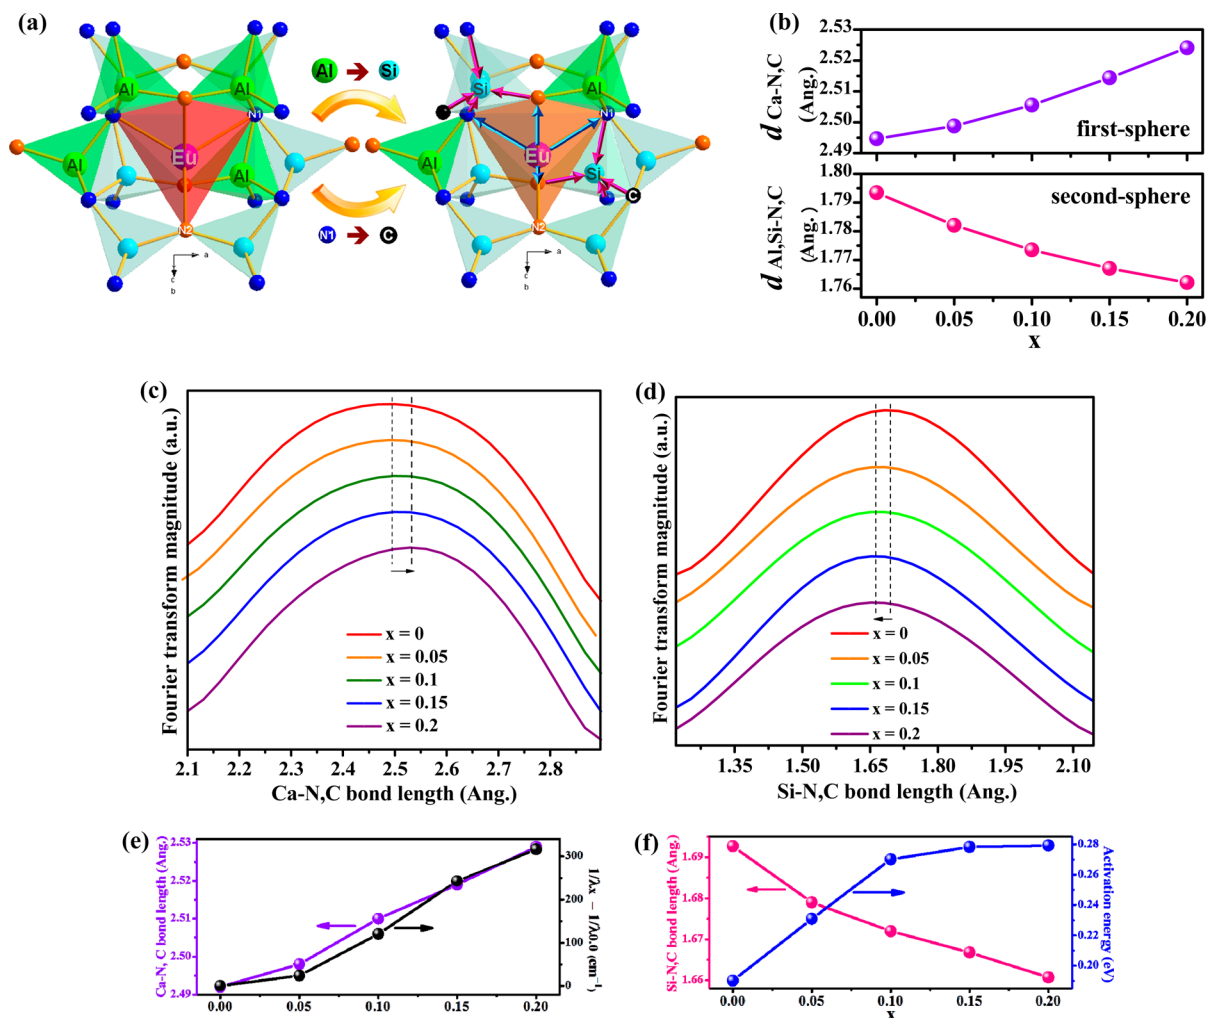 (a)
Al
Al
N1
Eu
Al
Al
N2
a
c
b
Al → Si
N1 → C
Si
C
N1
Eu
Al
Si
C
N2
a
c
b
(b)
d Ca-N,C
(Ang.)
2.53
2.51
2.50
2.49
first-sphere
d Al,Si-N,C
(Ang.)
1.80
1.79
1.77
1.76
second-sphere
0.00 0.05 0.10 0.15 0.20
x
(c)
Fourier transform magnitude (a.u.)
x = 0
x = 0.05
x = 0.1
x = 0.15
x = 0.2
2.1 2.2 2.3 2.4 2.5 2.6 2.7 2.8
Ca-N,C bond length (Ang.)
(d)
Fourier transform magnitude (a.u.)
x = 0
x = 0.05
x = 0.1
x = 0.15
x = 0.2
1.35 1.50 1.65 1.80 1.95 2.10
Si-N,C bond length (Ang.)
(e)
Ca-N, C bond length (Ang.)
2.53
2.52
2.51
2.50
2.49
300
200
100
0
1/λx − 1/λ0.0 (cm⁻¹)
0.00 0.05 0.10 0.15 0.20
(f)
Si-N,C bond length (Ang.)
1.69
1.68
1.67
1.66
0.28
0.26
0.24
0.23
0.21
0.20
Activation energy (eV)
0.00 0.05 0.10 0.15 0.20
x